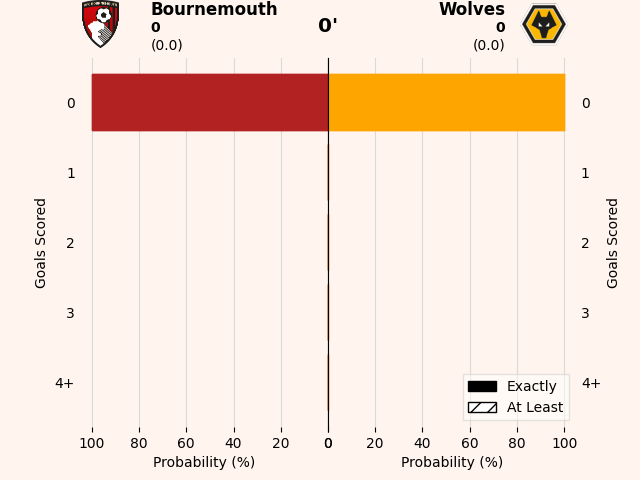 Bournemouth
0
(0.0)
0'
Wolves
0
(0.0)
Goals Scored
0
1
2
3
4+
0
1
2
3
4+
Goals Scored
Exactly
At Least
100 80 60 40 20 0
0 20 40 60 80 100
Probability (%)
Probability (%)